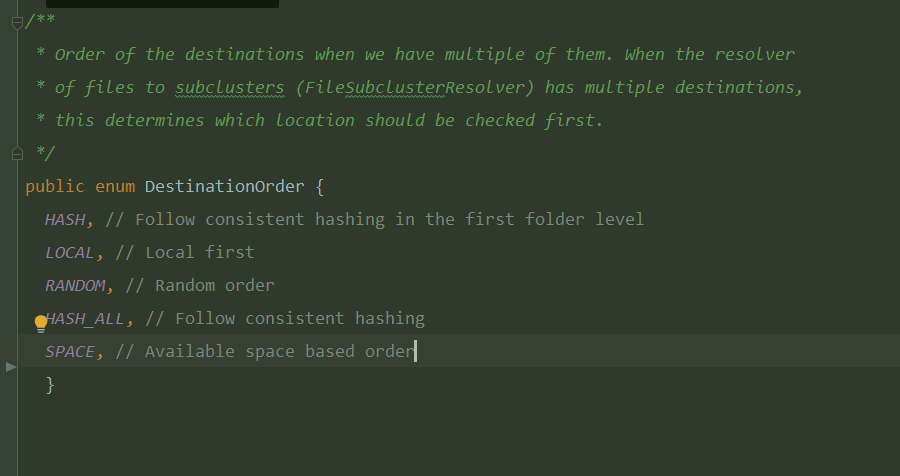 /**
* Order of the destinations when we have multiple of them. When the resolver
* of files to subclusters (FileSubclusterResolver) has multiple destinations,
* this determines which location should be checked first.
*/
public enum DestinationOrder {
HASH, // Follow consistent hashing in the first folder level
LOCAL, // Local first
RANDOM, // Random order
HASH_ALL, // Follow consistent hashing
SPACE, // Available space based order
}